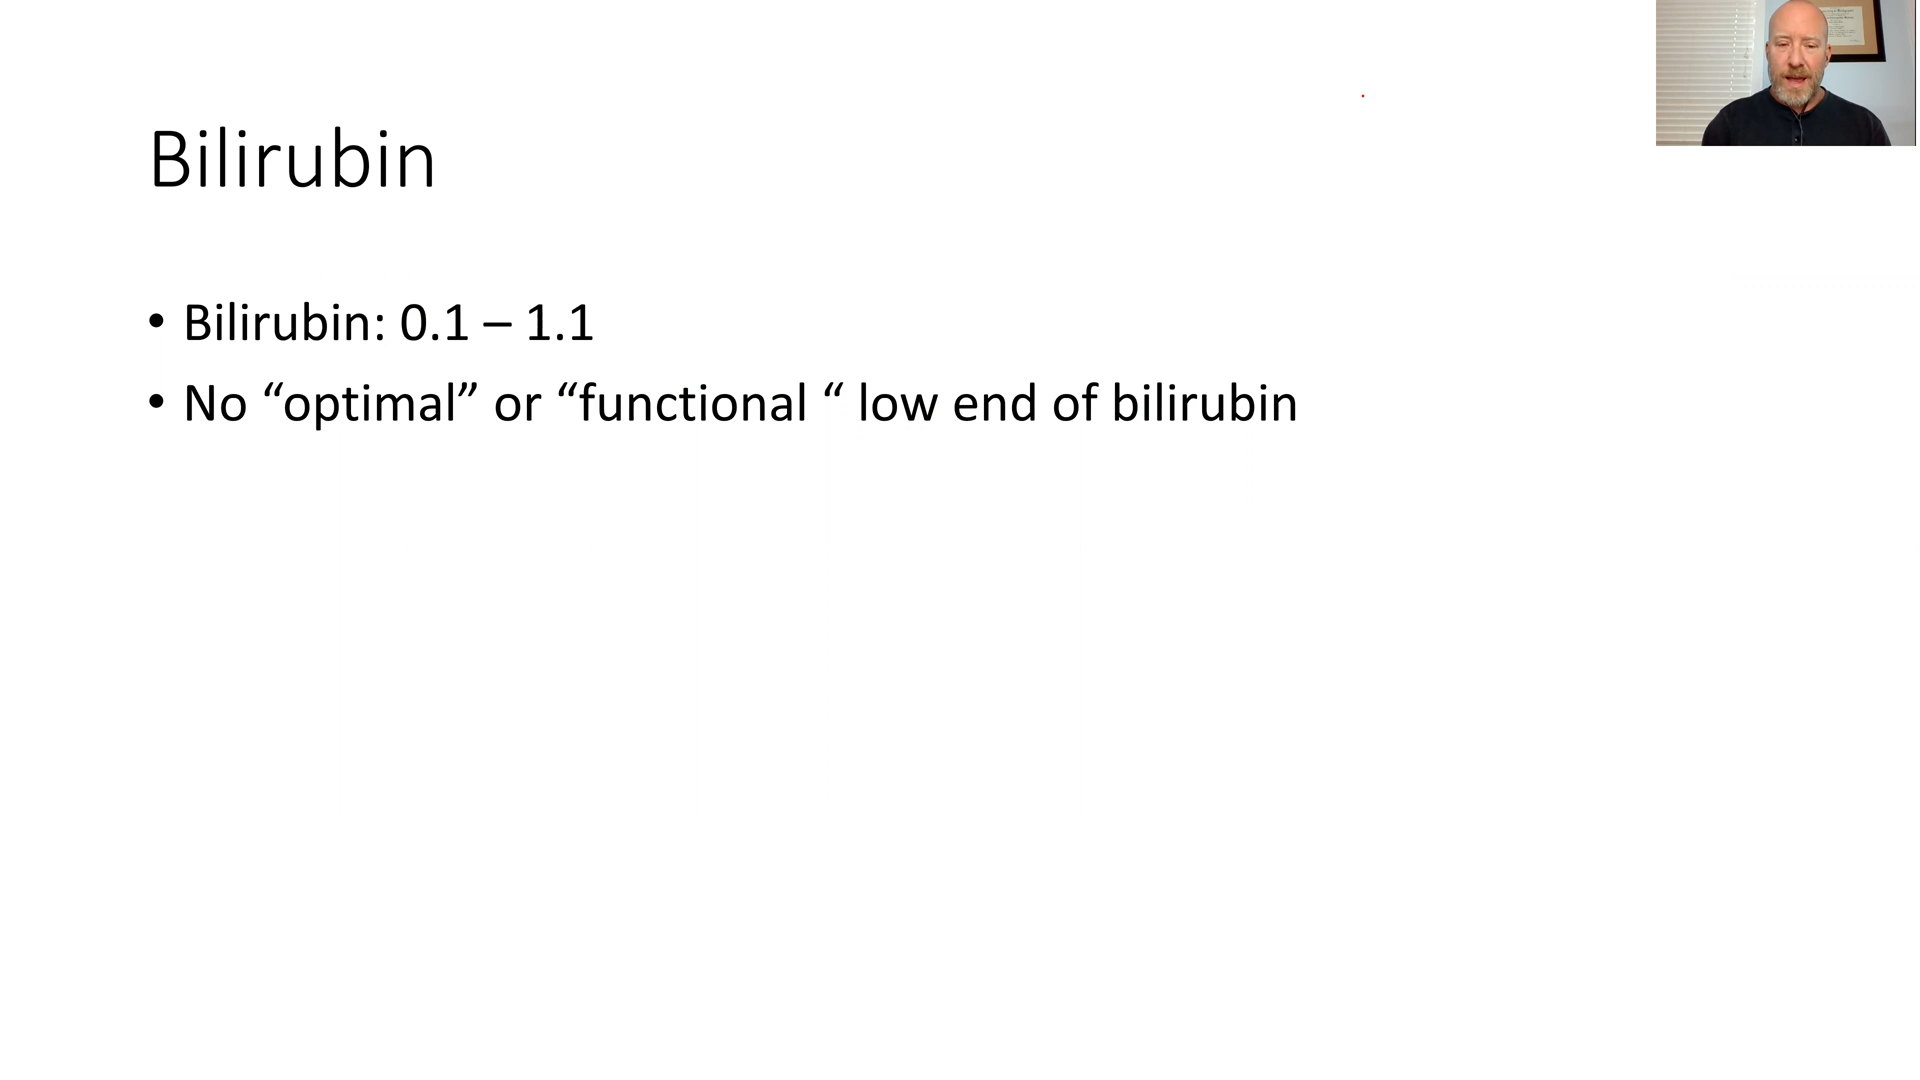 Bilirubin
• Bilirubin: 0.1 – 1.1
• No “optimal” or “functional “ low end of bilirubin